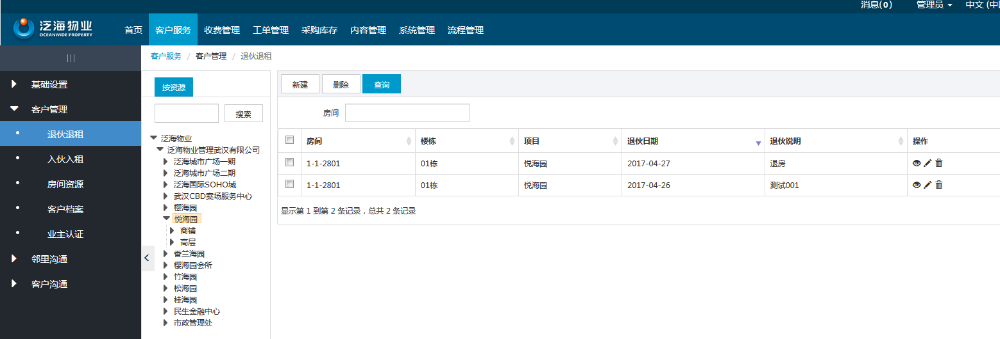 消息(0) 管理员 中文 (中国
泛海物业
OCEANWIDE PROPERTY
首页 客户服务 收费管理 工单管理 采购库存 内容管理 系统管理 流程管理
客户服务 / 客户管理 / 退伙退租
基础设置
客户管理
退伙退租
入伙入租
房间资源
客户档案
业主认证
邻里沟通
客户沟通
按资源
搜索
泛海物业
泛海物业管理武汉有限公司
泛海城市广场一期
泛海城市广场二期
泛海国际SOHO城
武汉CBD案场服务中心
樱海园
悦海园
商铺
高层
香兰海园
樱海园会所
竹海园
松海园
桂海园
民生金融中心
市政管理处
新建 删除 查询
房间
房间 楼栋 项目 退伙日期 退伙说明 操作
1-1-2801 01栋 悦海园 2017-04-27 退房
1-1-2801 01栋 悦海园 2017-04-26 测试001
显示第 1 到第 2 条记录，总共 2 条记录